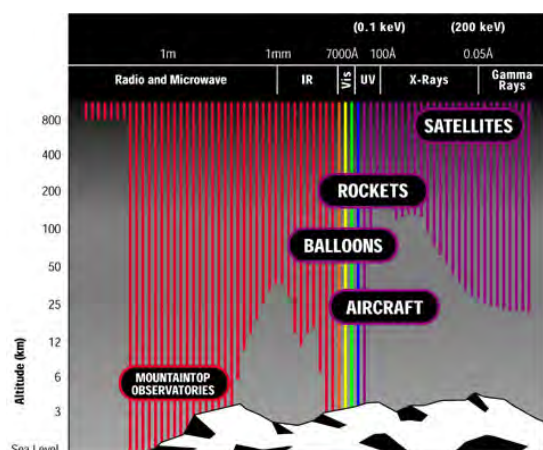 (0.1 keV) (200 keV)
1m 1mm 7000Å 100Å 0.05Å
Radio and Microwave IR Vis UV X-Rays Gamma
Rays
800
SATELLITES
400
200
ROCKETS
100
BALLOONS
50
25
AIRCRAFT
12
Altitude (km)
6
MOUNTAINTOP
OBSERVATORIES
3
Sea Level